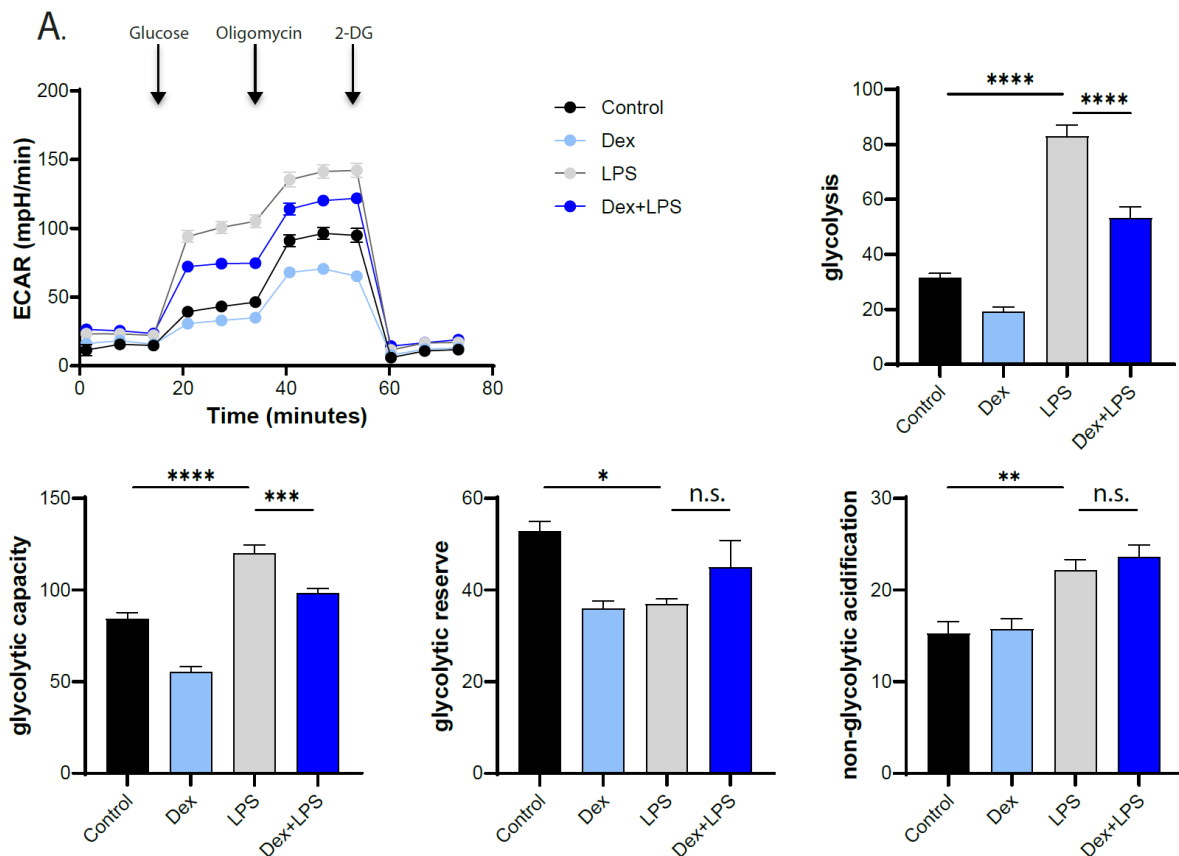 A.
Glucose Oligomycin 2-DG
ECAR (mpH/min)
200
150
100
50
0
0 20 40 60 80
Time (minutes)
Control
Dex
LPS
Dex+LPS
glycolysis
100
80
60
40
20
0
**** ****
Control Dex LPS Dex+LPS
glycolytic capacity
150
100
50
0
**** ***
Control Dex LPS Dex+LPS
glycolytic reserve
60
40
20
0
* n.s.
Control Dex LPS Dex+LPS
non-glycolytic acidification
30
20
10
0
** n.s.
Control Dex LPS Dex+LPS